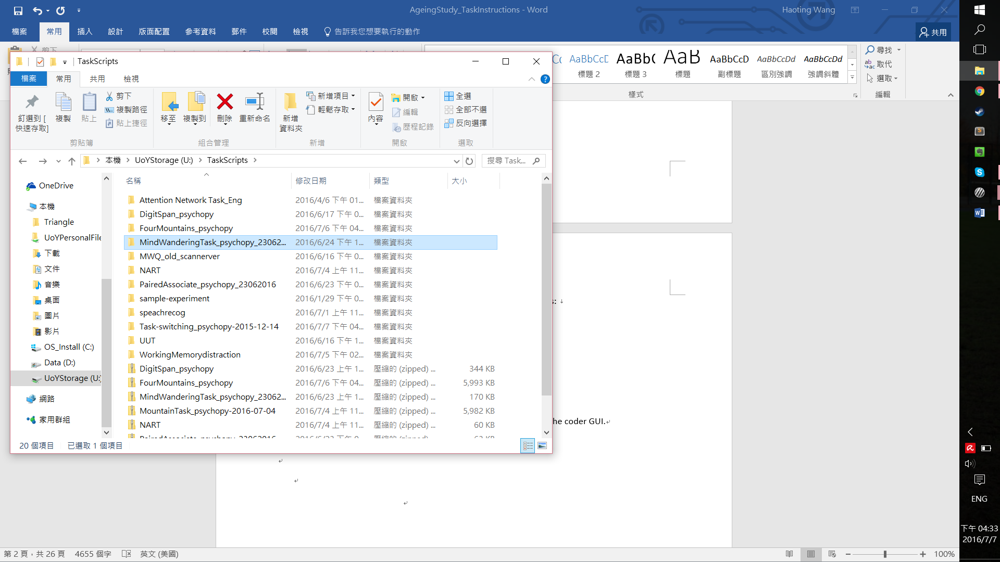 AgeingStudy_TaskInstructions - Word
Haoting Wang
檔案 常用 插入 設計 版面配置 參考資料 郵件 校閱 檢視 告訴我您想要執行的動作
共用
剪下
AaBbCcD AaBb( AaB AaBbCcD AaBbCcDd AaBbCcDd
標題 2 標題 3 標題 副標題 區別強調 強調斜體
樣式
尋找
取代
選取
編輯
TaskScripts
檔案 常用 共用 檢視
釘選到 [
快速存取]
複製
貼上
剪下
複製路徑
貼上捷徑
剪貼簿
移至
複製到
刪除
重新命名
組合管理
新增
資料夾
新增項目
輕鬆存取
新增
內容
開啟
編輯
歷程記錄
開啟
全選
全部不選
反向選擇
選取
本機 UoYStorage (U:) TaskScripts
搜尋 Task...
OneDrive
本機
Triangle
UoYPersonalFile
下載
文件
音樂
桌面
圖片
影片
OS_Install (C:)
Data (D:)
UoYStorage (U:)
網路
家用群組
名稱 修改日期 類型 大小
Attention Network Task_Eng 2016/4/6 下午 01... 檔案資料夾
DigitSpan_psychopy 2016/6/17 下午 0... 檔案資料夾
FourMountains_psychopy 2016/7/6 下午 04... 檔案資料夾
MindWanderingTask_psychopy_23062... 2016/6/24 下午 1... 檔案資料夾
MWQ_old_scannerver 2016/6/16 下午 0... 檔案資料夾
NART 2016/7/4 上午 11... 檔案資料夾
PairedAssociate_psychopy_23062016 2016/6/23 下午 0... 檔案資料夾
sample-experiment 2016/1/29 下午 0... 檔案資料夾
speachrecog 2016/7/1 上午 11... 檔案資料夾
Task-switching_psychopy-2015-12-14 2016/7/7 下午 04... 檔案資料夾
UUT 2016/6/16 下午 1... 檔案資料夾
WorkingMemorydistraction 2016/7/5 下午 02... 檔案資料夾
DigitSpan_psychopy 2016/6/23 上午 1... 壓縮的 (zipped) ... 344 KB
FourMountains_psychopy 2016/7/6 下午 04... 壓縮的 (zipped) ... 5,993 KB
MindWanderingTask_psychopy_23062... 2016/6/23 上午 1... 壓縮的 (zipped) ... 170 KB
MountainTask_psychopy-2016-07-04 2016/7/4 上午 11... 壓縮的 (zipped) ... 5,982 KB
NART 2016/7/4 上午 11... 壓縮的 (zipped) ... 60 KB
20 個項目 已選取 1 個項目
s:
he coder GUI.
第 2 頁，共 26 頁 4655 個字 英文 (美國)
100%
ENG
下午 04:33
2016/7/7